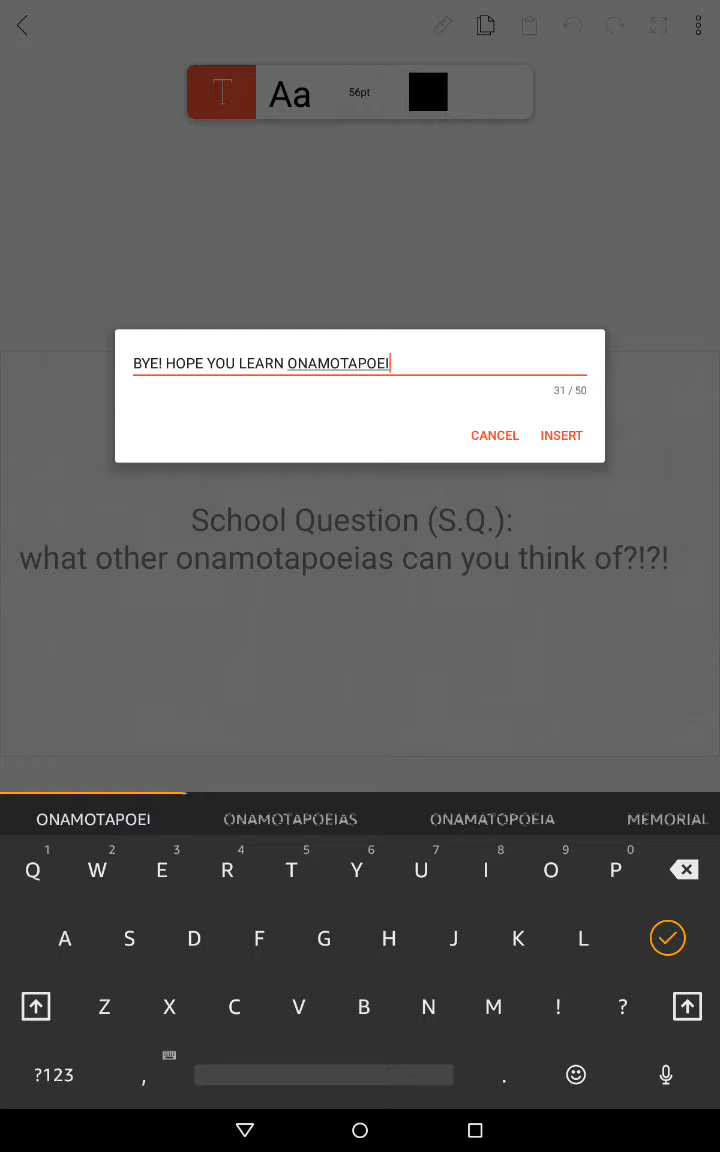 T Aa 56pt
BYE! HOPE YOU LEARN ONAMOTAPOEI
31 / 50
CANCEL INSERT
School Question (S.Q.):
what other onamotapoeias can you think of?!?!
ONAMOTAPOEI ONAMOTAPOEIAS ONAMATOPOEIA MEMORIAL
1 2 3 4 5 6 7 8 9 0
Q W E R T Y U I O P
A S D F G H J K L
Z X C V B N M ! ?
?123 , .